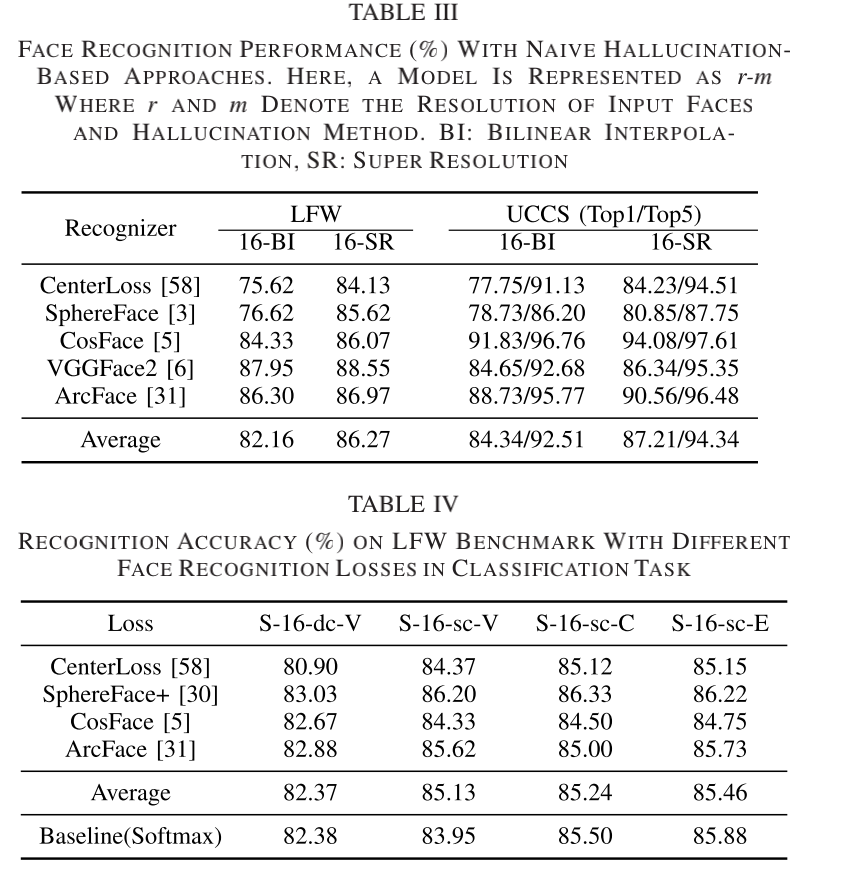 TABLE III
FACE RECOGNITION PERFORMANCE (%) WITH NAIVE HALLUCINATION-
BASED APPROACHES. HERE, A MODEL IS REPRESENTED AS r-m
WHERE r AND m DENOTE THE RESOLUTION OF INPUT FACES
AND HALLUCINATION METHOD. BI: BILINEAR INTERPOLA-
TION, SR: SUPER RESOLUTION
Recognizer LFW UCCS (Top1/Top5)
16-BI 16-SR 16-BI 16-SR
CenterLoss [58] 75.62 84.13 77.75/91.13 84.23/94.51
SphereFace [3] 76.62 85.62 78.73/86.20 80.85/87.75
CosFace [5] 84.33 86.07 91.83/96.76 94.08/97.61
VGGFace2 [6] 87.95 88.55 84.65/92.68 86.34/95.35
ArcFace [31] 86.30 86.97 88.73/95.77 90.56/96.48
Average 82.16 86.27 84.34/92.51 87.21/94.34
TABLE IV
RECOGNITION ACCURACY (%) ON LFW BENCHMARK WITH DIFFERENT
FACE RECOGNITION LOSSES IN CLASSIFICATION TASK
Loss S-16-dc-V S-16-sc-V S-16-sc-C S-16-sc-E
CenterLoss [58] 80.90 84.37 85.12 85.15
SphereFace+ [30] 83.03 86.20 86.33 86.22
CosFace [5] 82.67 84.33 84.50 84.75
ArcFace [31] 82.88 85.62 85.00 85.73
Average 82.37 85.13 85.24 85.46
Baseline(Softmax) 82.38 83.95 85.50 85.88